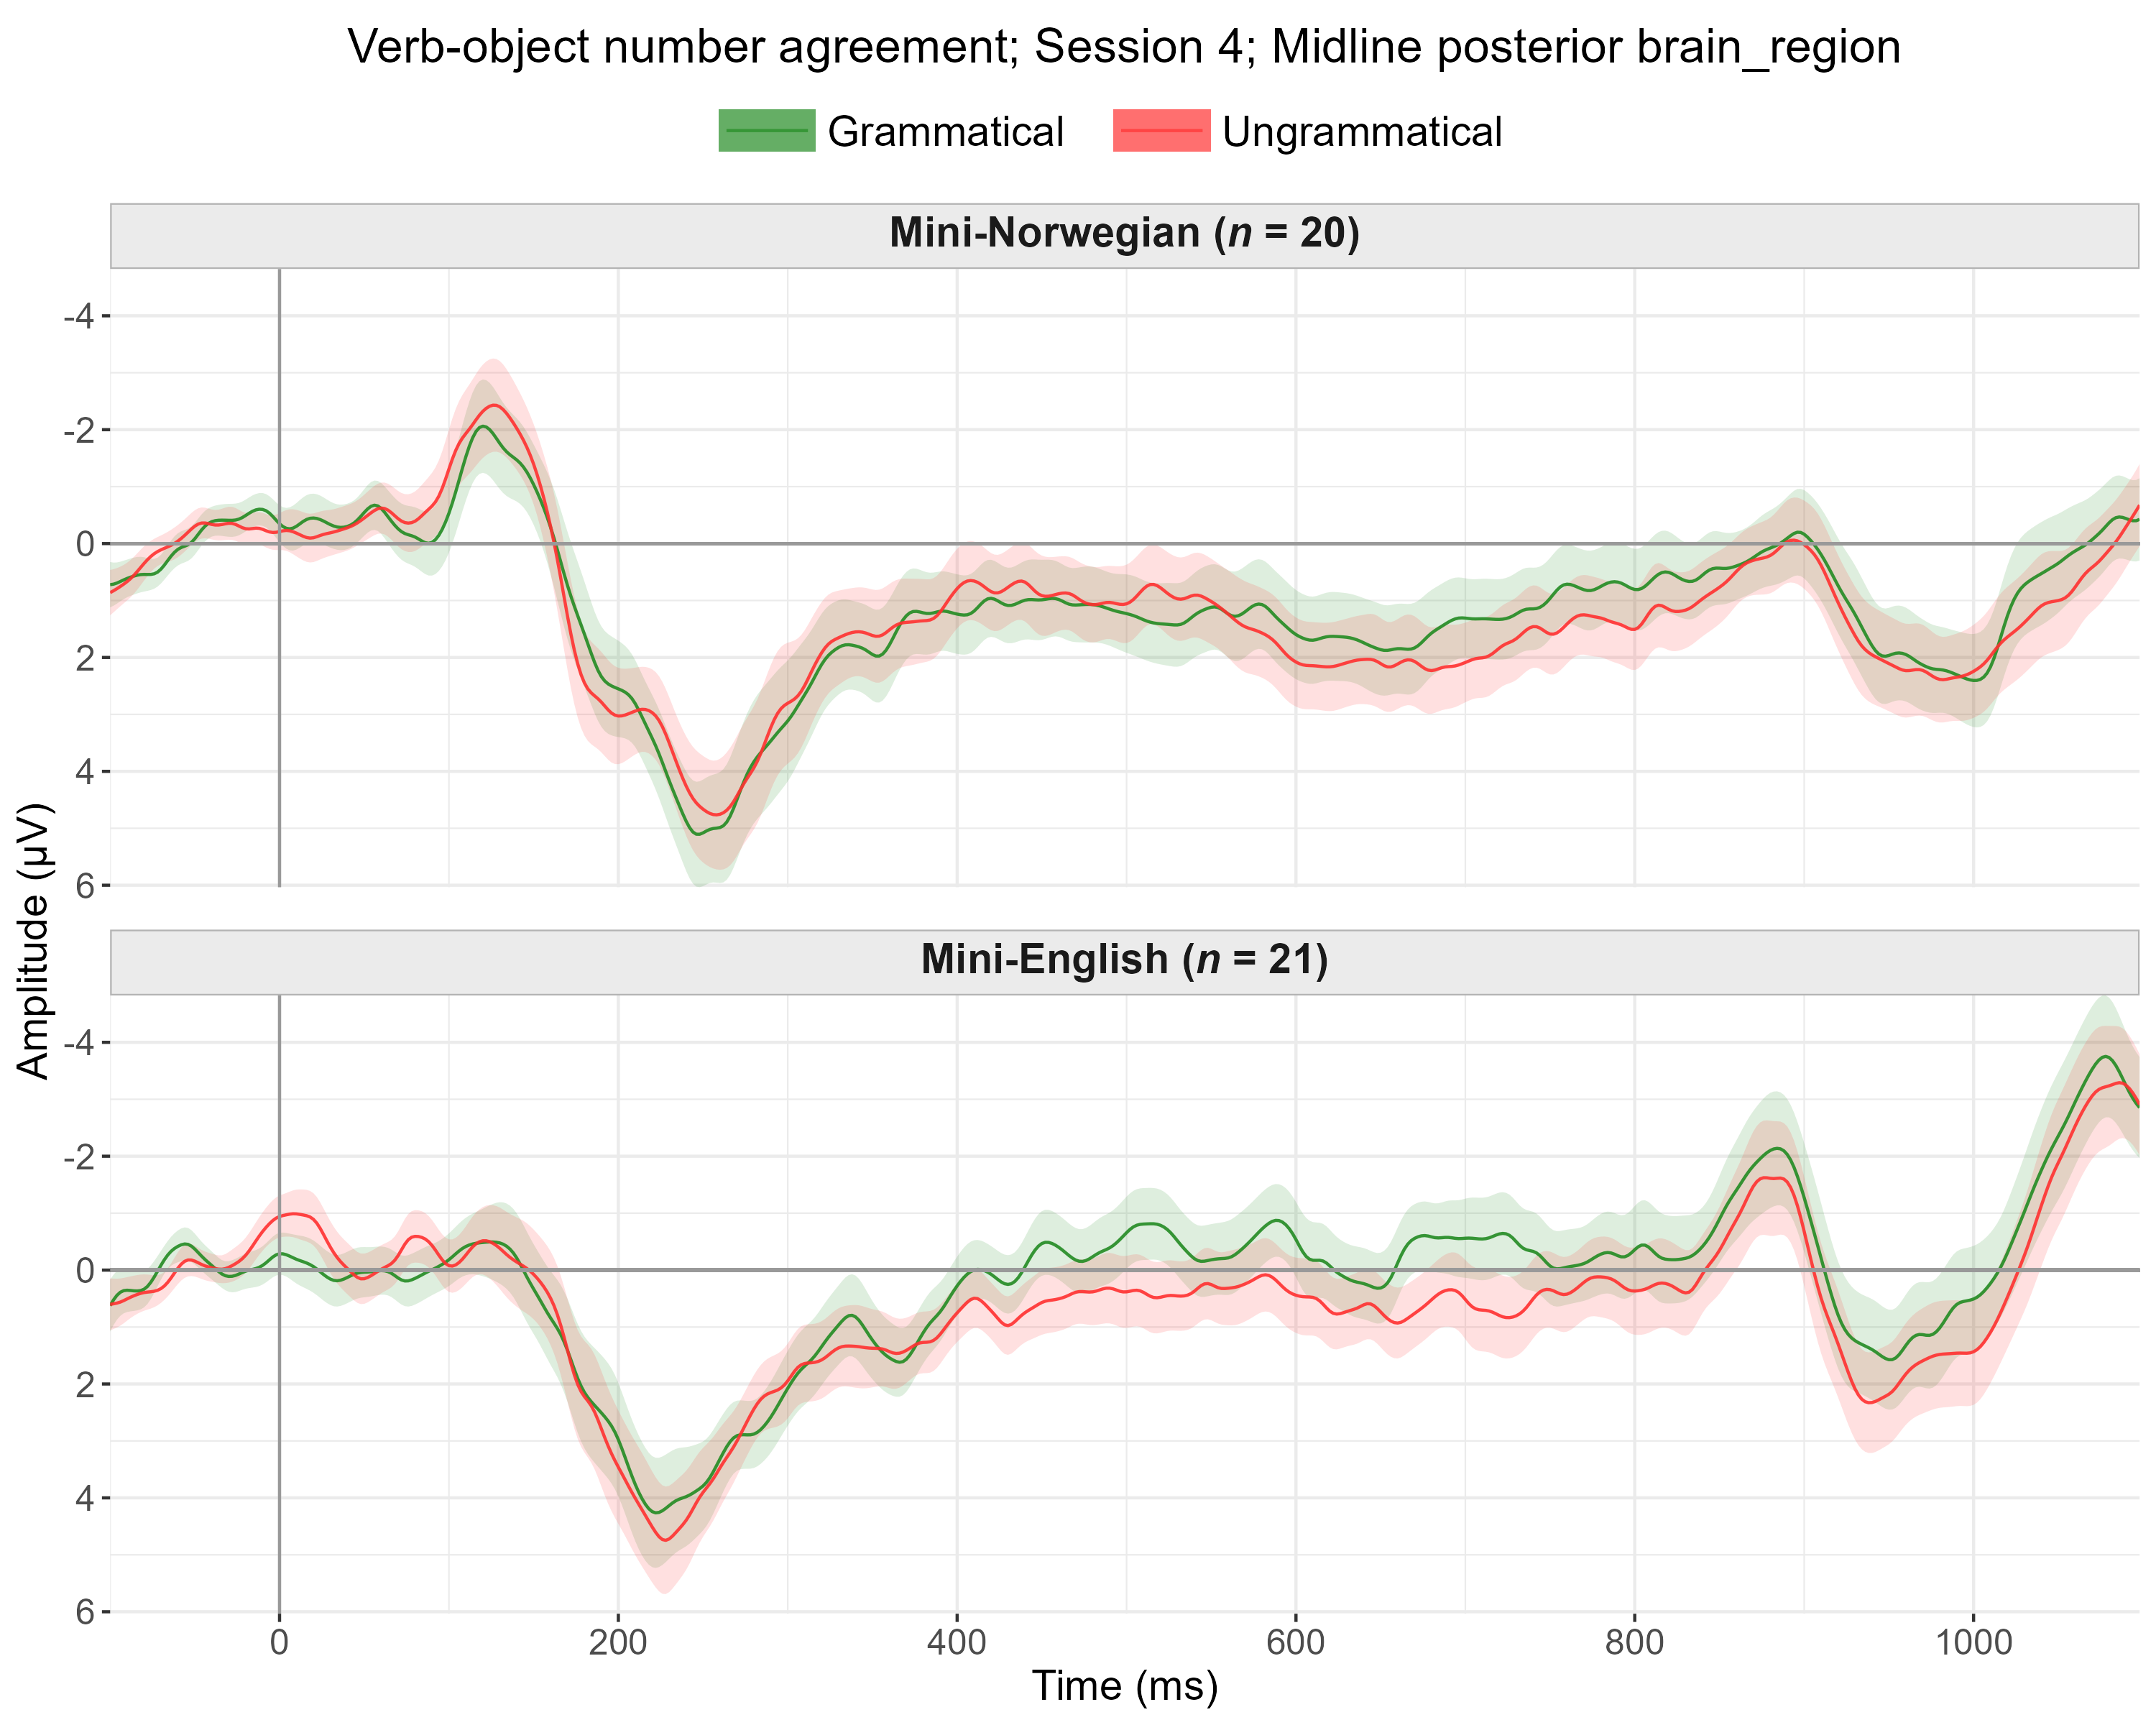 Verb-object number agreement; Session 4; Midline posterior brain_region
Grammatical Ungrammatical
Mini-Norwegian (n = 20)
-4
-2
0
2
4
6
Mini-English (n = 21)
-4
-2
0
2
4
6
0 200 400 600 800 1000
Time (ms)
Amplitude (µV)